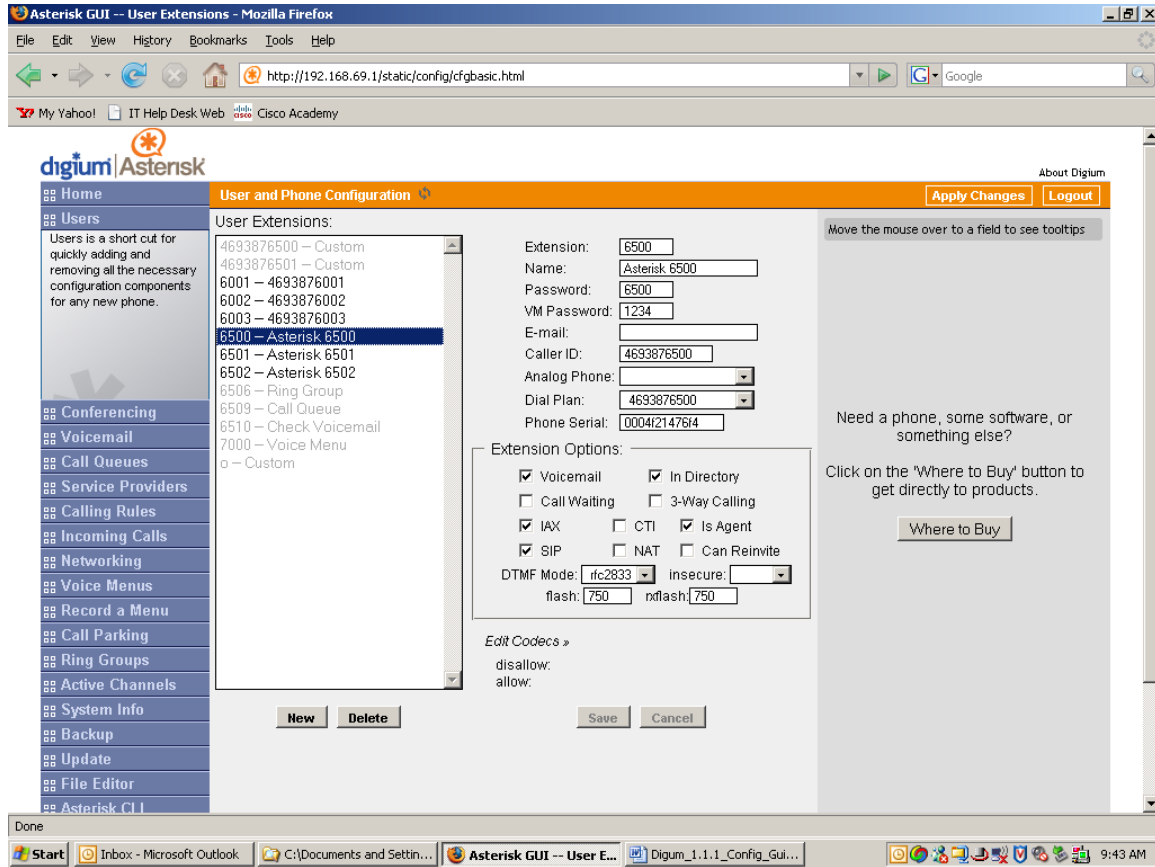 Asterisk GUI -- User Extensions - Mozilla Firefox
File Edit View History Bookmarks Tools Help
http://192.168.69.1/static/config/cfgbasic.html
G Google
My Yahoo! IT Help Desk Web Cisco Academy
digium Asterisk
About Digium
Home
User and Phone Configuration
Apply Changes Logout
Users
Users is a short cut for
quickly adding and
removing all the necessary
configuration components
for any new phone.
Conferencing
Voicemail
Call Queues
Service Providers
Calling Rules
Incoming Calls
Networking
Voice Menus
Record a Menu
Call Parking
Ring Groups
Active Channels
System Info
Backup
Update
File Editor
Asterisk CLI
User Extensions:
4693876500 – Custom
4693876501 – Custom
6001 – 4693876001
6002 – 4693876002
6003 – 4693876003
6500 – Asterisk 6500
6501 – Asterisk 6501
6502 – Asterisk 6502
6506 – Ring Group
6509 – Call Queue
6510 – Check Voicemail
7000 – Voice Menu
o – Custom
New Delete
Extension: 6500
Name: Asterisk 6500
Password: 6500
VM Password: 1234
E-mail:
Caller ID: 4693876500
Analog Phone:
Dial Plan: 4693876500
Phone Serial: 0004f21476f4
Extension Options:
Voicemail In Directory
Call Waiting 3-Way Calling
IAX CTI Is Agent
SIP NAT Can Reinvite
DTMF Mode: rfc2833 insecure:
flash: 750 rxflash: 750
Edit Codecs »
disallow:
allow:
Save Cancel
Move the mouse over to a field to see tooltips
Need a phone, some software, or
something else?
Click on the 'Where to Buy' button to
get directly to products.
Where to Buy
Done
Start Inbox - Microsoft Outlook C:\Documents and Settin... Asterisk GUI -- User E... Digum_1.1.1_Config_Gui... 9:43 AM